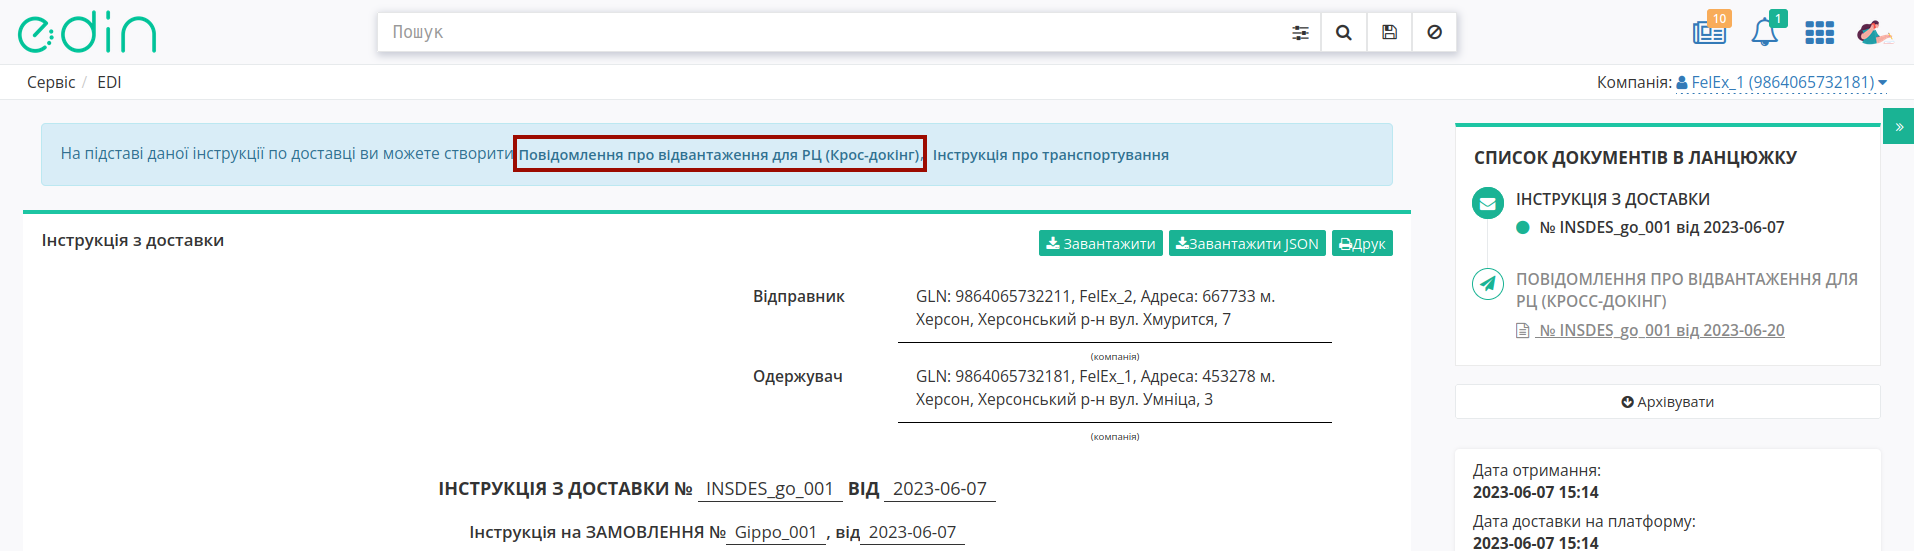 edin
Пошук
10
1
Сервіс / EDI
Компанія: FelEx_1 (9864065732181)
На підставі даної інструкції по доставці ви можете створити Повідомлення про відвантаження для РЦ (Крос-докінг), Інструкція про транспортування
»
Інструкція з доставки
Завантажити
Завантажити JSON
Друк
Відправник
GLN: 9864065732211, FelEx_2, Адреса: 667733 м.
Херсон, Херсонський р-н вул. Хмурится, 7
(компанія)
Одержувач
GLN: 9864065732181, FelEx_1, Адреса: 453278 м.
Херсон, Херсонський р-н вул. Умніца, 3
(компанія)
ІНСТРУКЦІЯ З ДОСТАВКИ № INSDES_go_001 ВІД 2023-06-07
Інструкція на ЗАМОВЛЕННЯ № Gippo_001 , від 2023-06-07
СПИСОК ДОКУМЕНТІВ В ЛАНЦЮЖКУ
ІНСТРУКЦІЯ З ДОСТАВКИ
№ INSDES_go_001 від 2023-06-07
ПОВІДОМЛЕННЯ ПРО ВІДВАНТАЖЕННЯ ДЛЯ
РЦ (КРОСС-ДОКІНГ)
№ INSDES_go_001 від 2023-06-20
Архівувати
Дата отримання:
2023-06-07 15:14
Дата доставки на платформу:
2023-06-07 15:14